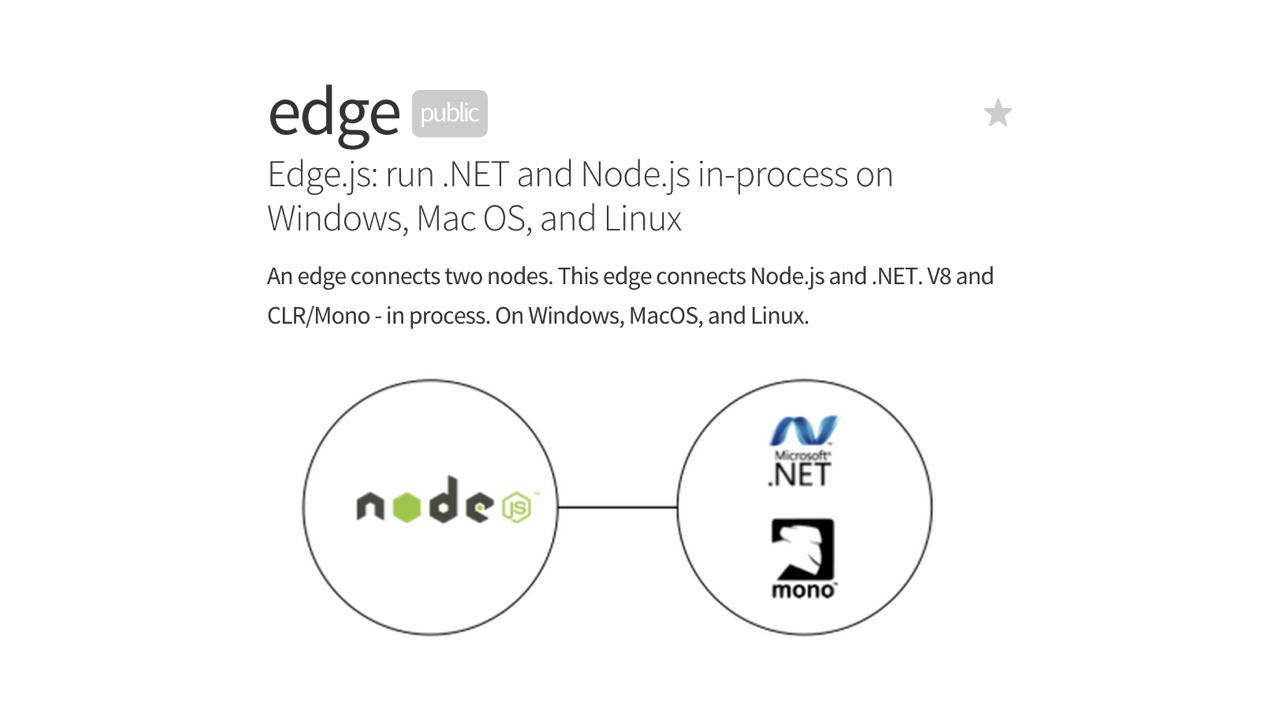 edge public
Edge.js: run .NET and Node.js in-process on
Windows, Mac OS, and Linux
An edge connects two nodes. This edge connects Node.js and .NET. V8 and
CLR/Mono - in process. On Windows, MacOS, and Linux.
node JS™
Microsoft®
.NET
mono™